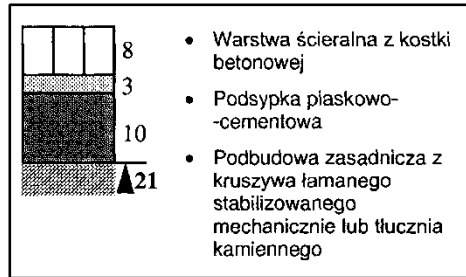 8
3
10
21
• Warstwa ścieralna z kostki
betonowej
• Podsypka piaskowo-
-cementowa
• Podbudowa zasadnicza z
kruszywa łamanego
stabilizowanego
mechanicznie lub tłucznia
kamiennego